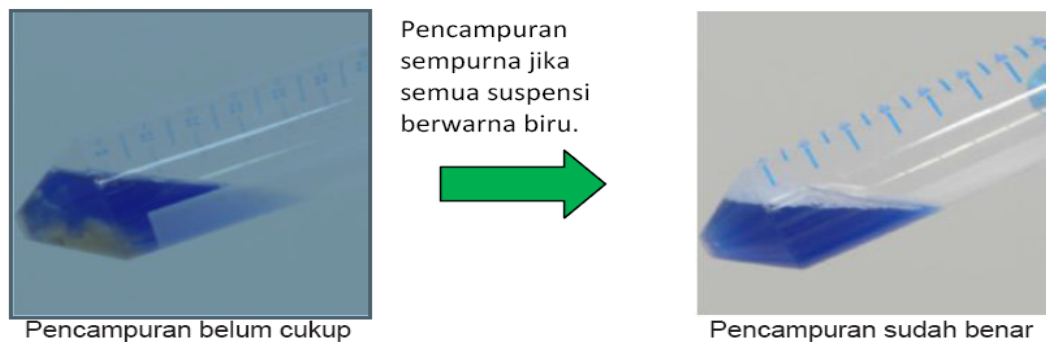 Pencampuran
sempurna jika
semua suspensi
berwarna biru.
Pencampuran belum cukup
Pencampuran sudah benar